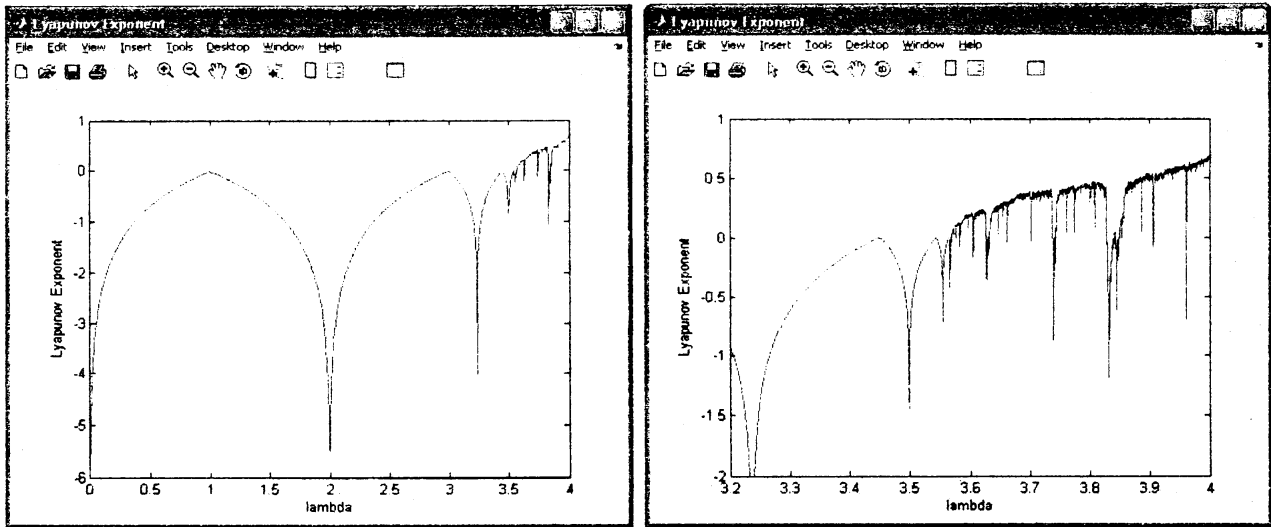 Lyapunov Exponent
File Edit View Insert Tools Desktop Window Help
1
0
-1
-2
-3
-4
-5
-6
Lyapunov Exponent
0 0.5 1 1.5 2 2.5 3 3.5 4
lambda
Lyapunov Exponent
File Edit View Insert Tools Desktop Window Help
1
0.5
0
-0.5
-1
-1.5
-2
Lyapunov Exponent
3.2 3.3 3.4 3.5 3.6 3.7 3.8 3.9 4
lambda